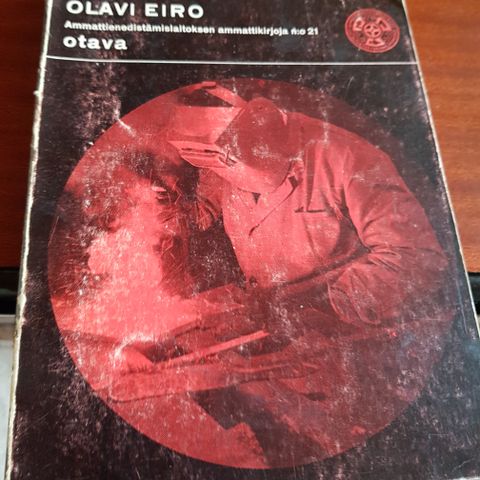 OLAVI EIRO
Ammattienedistämislaitoksen ammattikirjoja n:o 21
otava